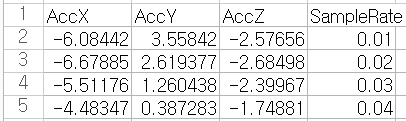 1 AccX AccY AccZ SampleRate
2 -6.08442 3.55842 -2.57656 0.01
3 -6.67885 2.619377 -2.68498 0.02
4 -5.51176 1.260438 -2.39967 0.03
5 -4.48347 0.387283 -1.74881 0.04